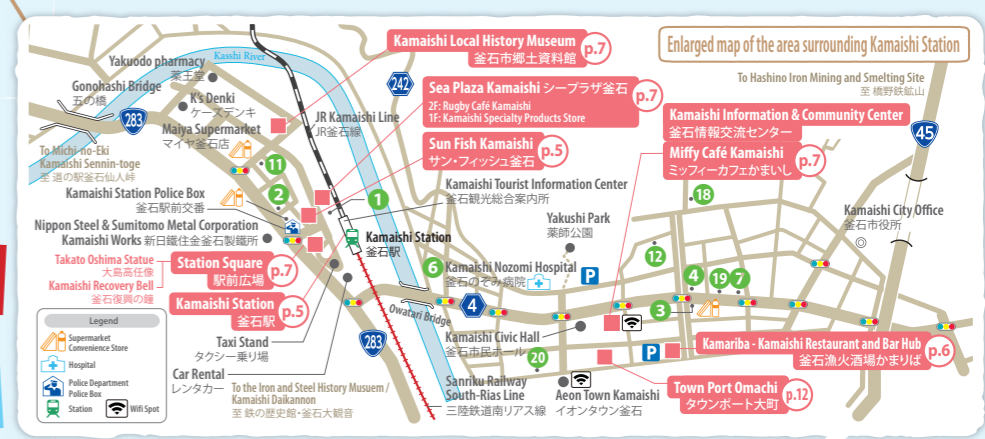 Enlarged map of the area surrounding Kamaishi Station
Kasshi River
Yakuodo pharmacy
薬王堂
Gonohashi Bridge
五の橋
K's Denki
ケーズデンキ
283
Maiya Supermarket
マイヤ釜石店
To Michi-no-Eki
Kamaishi Sennin-toge
至 道の駅釜石仙人峠
11
2
Kamaishi Station Police Box
釜石駅前交番
Nippon Steel & Sumitomo Metal Corporation
Kamaishi Works 新日鐵住金釜石製鐵所
Takato Oshima Statue
大島高任像
Kamaishi Recovery Bell
釜石復興の鐘
Station Square
駅前広場
p.7
Kamaishi Station
釜石駅
p.5
Taxi Stand
タクシー乗り場
Car Rental
レンタカー
Legend
Supermarket
Convenience Store
Hospital
Police Department
Police Box
Station
Wifi Spot
To the Iron and Steel History Musuem /
Kamaishi Daikannon
至 鉄の歴史館・釜石大観音
283
Kamaishi Local History Museum
釜石市郷土資料館
p.7
242
JR Kamaishi Line
JR釜石線
Sea Plaza Kamaishi シープラザ釜石
2F: Rugby Café Kamaishi
1F: Kamaishi Specialty Products Store
p.7
Sun Fish Kamaishi
サン・フィッシュ釜石
p.5
1
Kamaishi Tourist Information Center
釜石観光総合案内所
Kamaishi Station
釜石駅
6
Kamaishi Nozomi Hospital
釜石のぞみ病院
Yakushi Park
薬師公園
P
4
Owatari Bridge
Kamaishi Civic Hall
釜石市民ホール
20
Sanriku Railway
South-Rias Line
三陸鉄道南リアス線
Aeon Town Kamaishi
イオンタウン釜石
To Hashino Iron Mining and Smelting Site
至 橋野鉄鉱山
Kamaishi Information & Community Center
釜石情報交流センター
Miffy Café Kamaishi
ミッフィーカフェかまいし
p.7
45
18
Kamaishi City Office
釜石市役所
12
4
19
7
3
P
Kamariba - Kamaishi Restaurant and Bar Hub
釜石漁火酒場かまりば
p.6
Town Port Omachi
タウンポート大町
p.12